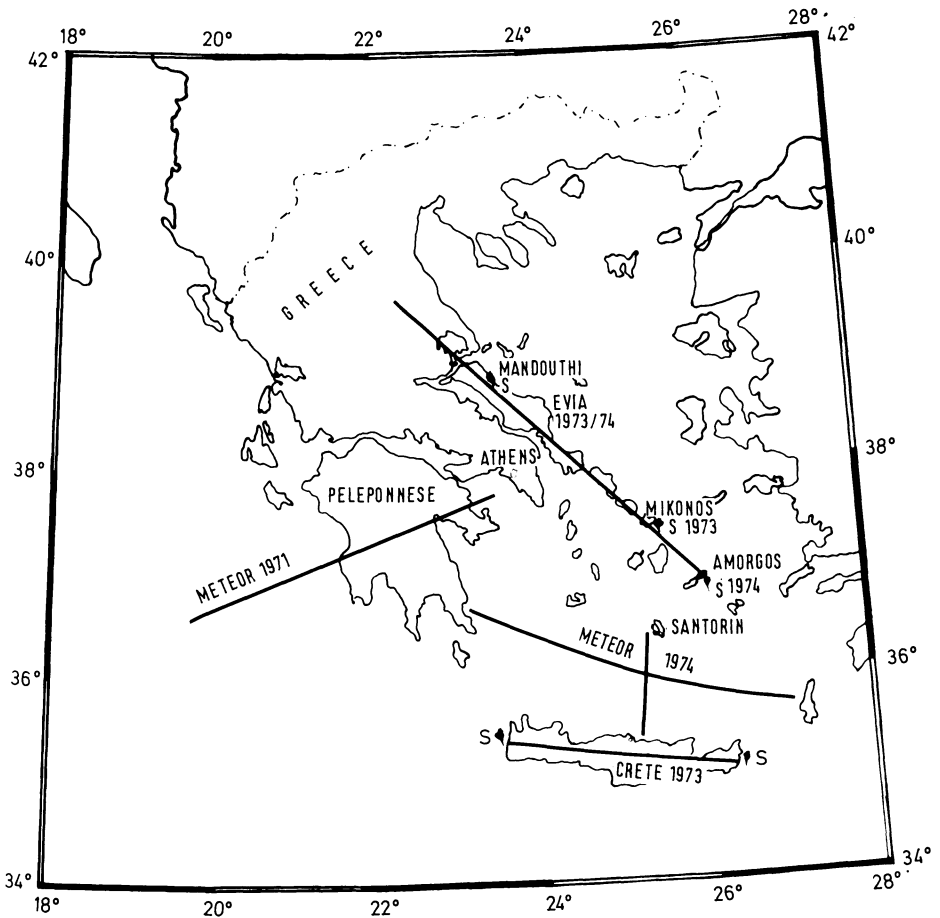 18°
20°
22°
24°
26°
28°
42°
42°
40°
40°
GREECE
MANDOUTHI
S
EVIA
1973/74
38°
38°
ATHENS
PELEPONNESE
MIKONOS
S 1973
METEOR 1971
AMORGOS
S 1974
SANTORIN
METEOR 1974
36°
36°
S
S
CRETE 1973
34°
34°
20°
22°
24°
26°
28°